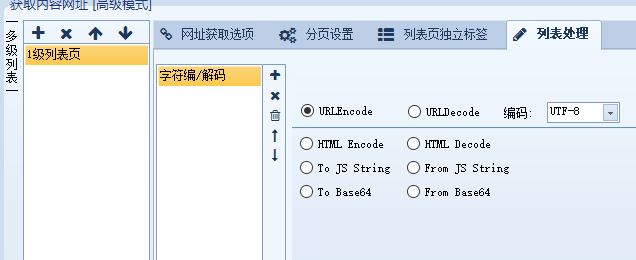 获取内容网址 [高级模式]
多级列表
1级列表页
网址获取选项
分页设置
列表页独立标签
列表处理
字符编/解码
URLEncode
URLDecode
编码:
UTF-8
HTML Encode
HTML Decode
To JS String
From JS String
To Base64
From Base64